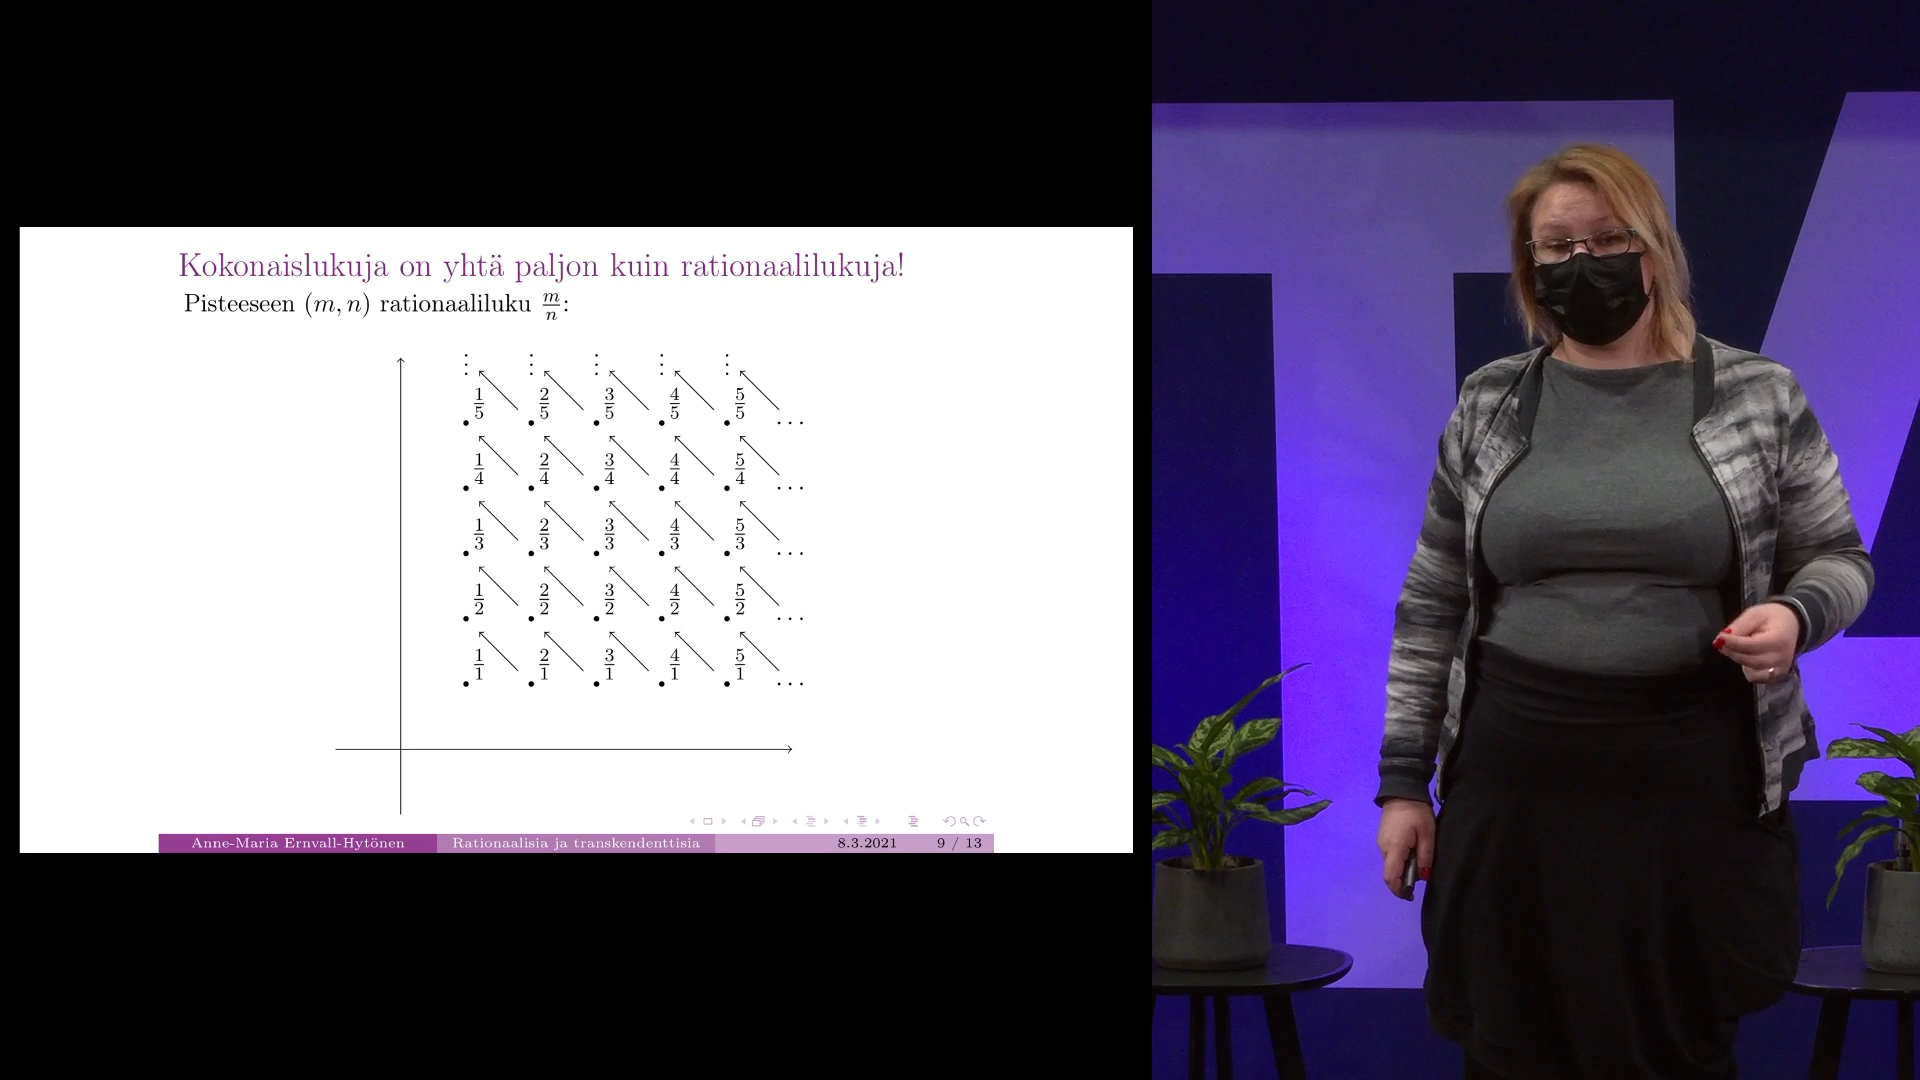 Kokonaislukuja on yhtä paljon kuin rationaalilukuja!
Pisteeseen (m, n) rationaaliluku m/n:
⋮ ⋮ ⋮ ⋮ ⋮
1/5 2/5 3/5 4/5 5/5 ...
1/4 2/4 3/4 4/4 5/4 ...
1/3 2/3 3/3 4/3 5/3 ...
1/2 2/2 3/2 4/2 5/2 ...
1/1 2/1 3/1 4/1 5/1 ...
Anne-Maria Ernvall-Hytönen Rationaalisia ja transkendenttisia 8.3.2021 9 / 13